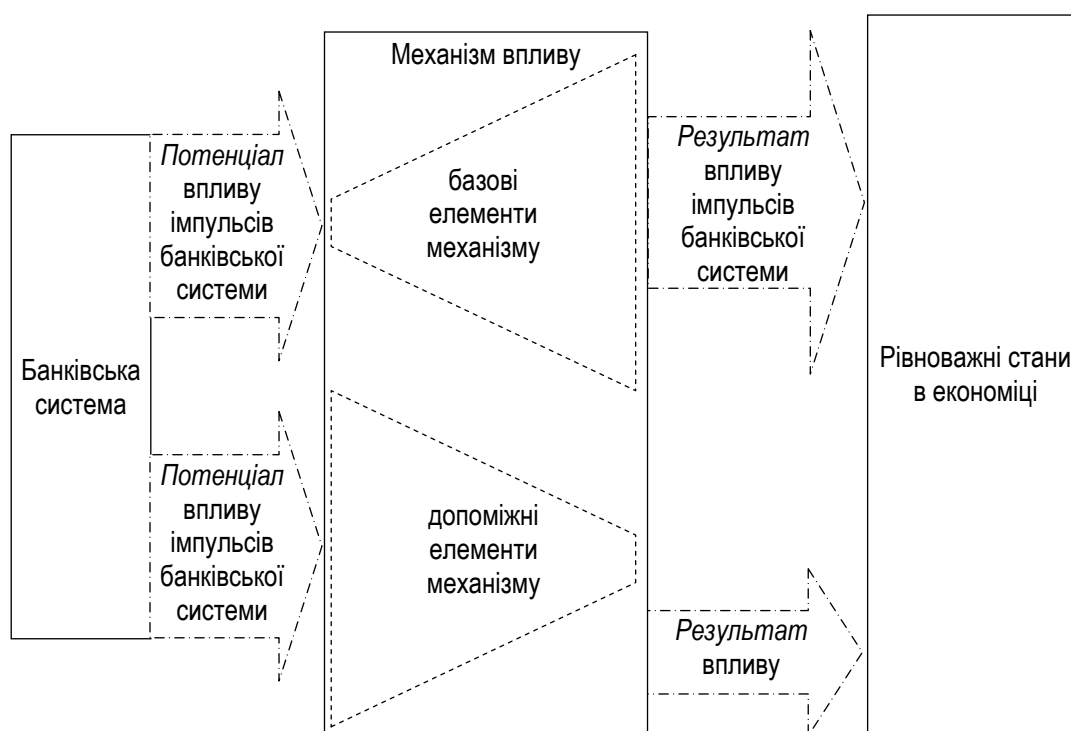 Механізм впливу
Потенціал
впливу
імпульсів
банківської
системи
базові
елементи
механізму
Результат
впливу
імпульсів
банківської
системи
Банківська
система
Рівноважні стани
в економіці
Потенціал
впливу
імпульсів
банківської
системи
допоміжні
елементи
механізму
Результат
впливу